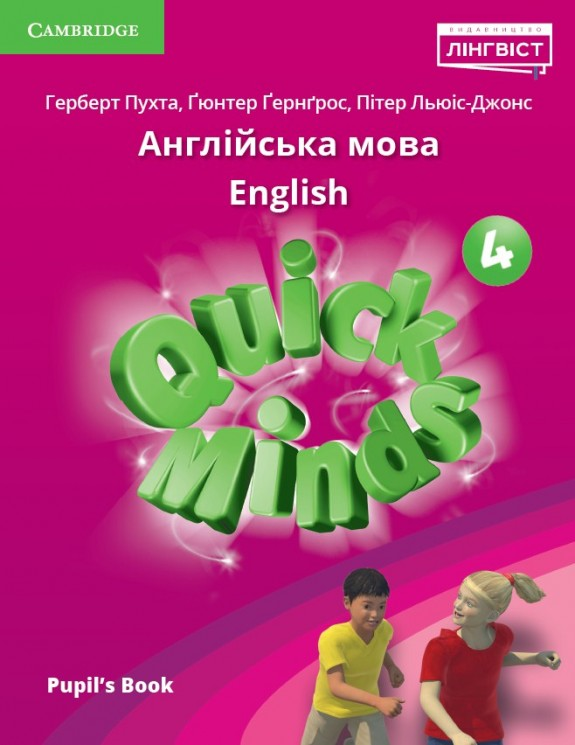 CAMBRIDGE
ВИДАВНИЦТВО
ЛІНГВІСТ
Герберт Пухта, Ґюнтер Ґернґрос, Пітер Льюіс-Джонс
Англійська мова
English
4
Quick
Minds
Pupil's Book